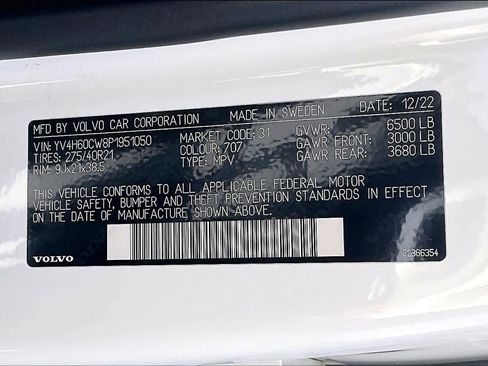 MFD BY VOLVO CAR CORPORATION MADE IN SWEDEN DATE: 12/22
VIN: YV4H60CW8P1951050 MARKET CODE: 31 GVWR: 6500 LB
TIRES: 275/40R21 COLOUR: 707 GAWR FRONT: 3000 LB
RIM: 9Jx21x38.5 TYPE: MPV. GAWR REAR: 3680 LB
THIS VEHICLE CONFORMS TO ALL APPLICABLE FEDERAL MOTOR
VEHICLE SAFETY, BUMPER AND THEFT PREVENTION STANDARDS IN EFFECT
ON THE DATE OF MANUFACTURE SHOWN ABOVE.
VOLVO 32366354